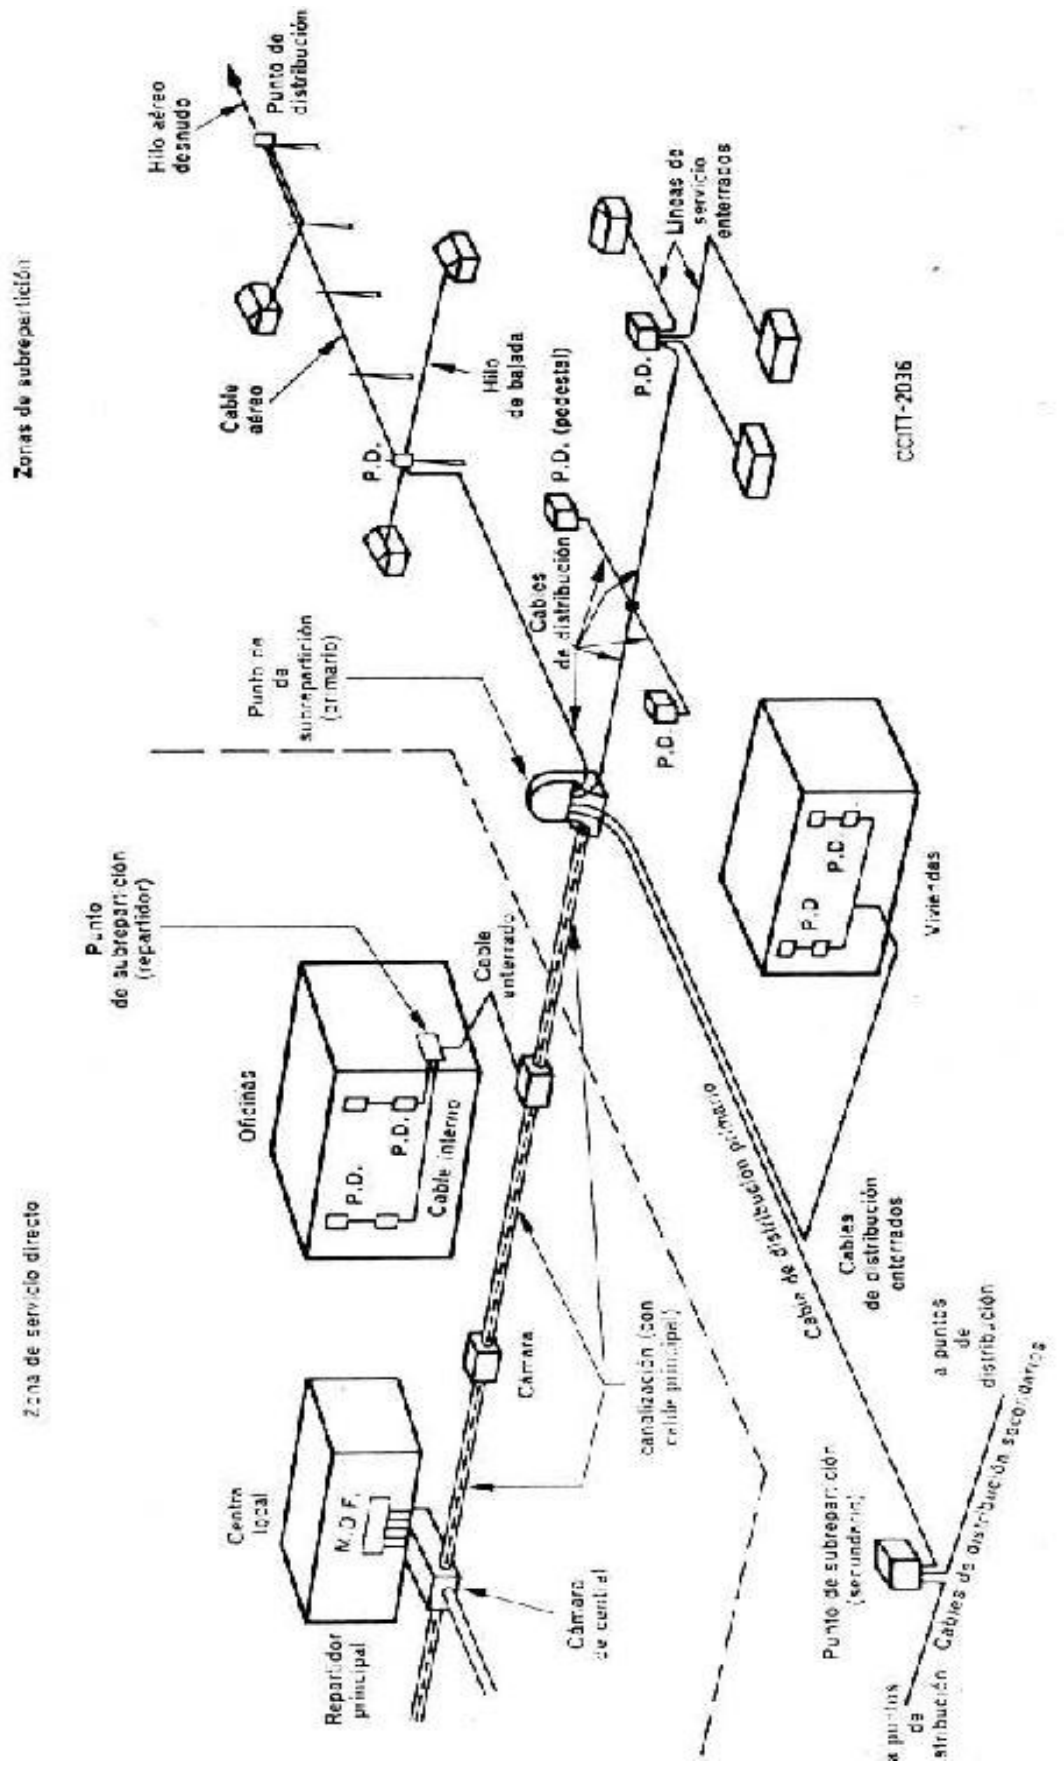 Zona de servicio directo
Zonas de subrepartición
Centra
local
M.D.F.
Repartidor
principal
Cámara
de central
Cámara
canalización (con
cable principal)
Oficinas
P.D.
P.D.
Cable interno
Punto
de subrepartición
(repartidor)
Cable
enterrado
Punto de
de
subrepartición
(primario)
Cable
aéreo
Hilo aéreo
desnudo
Punto de
distribución
P.D.
Hilo
de bajada
Cables
de distribución
P.D. (pedestal)
P.D.
P.D.
Líneas de
servicio
enterrados
Viviendas
P.D
P.D
Cable de distribución primario
Cables
de distribución
enterrados
Punto de subrepartición
(secundario)
a puntos
de
distribución
a puntos
de
stribución
Cables de distribución secundarios
CCITT-2036